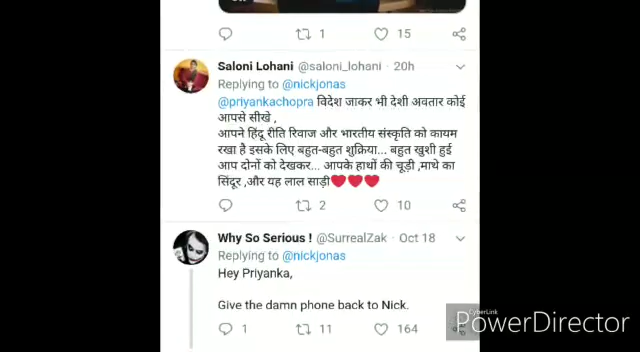 1 15
Saloni Lohani @saloni_lohani · 20h
Replying to @nickjonas
@priyankachopra विदेश जाकर भी देशी अवतार कोई
आपसे सीखे ,
आपने हिंदू रीति रिवाज और भारतीय संस्कृति को कायम
रखा है इसके लिए बहुत-बहुत शुक्रिया... बहुत खुशी हुई
आप दोनों को देखकर... आपके हाथों की चूड़ी ,माथे का
सिंदूर ,और यह लाल साड़ी❤❤❤
2 10
Why So Serious ! @SurrealZak · Oct 18
Replying to @nickjonas
Hey Priyanka,
Give the damn phone back to Nick.
1 11 164
CyberLink
PowerDirector